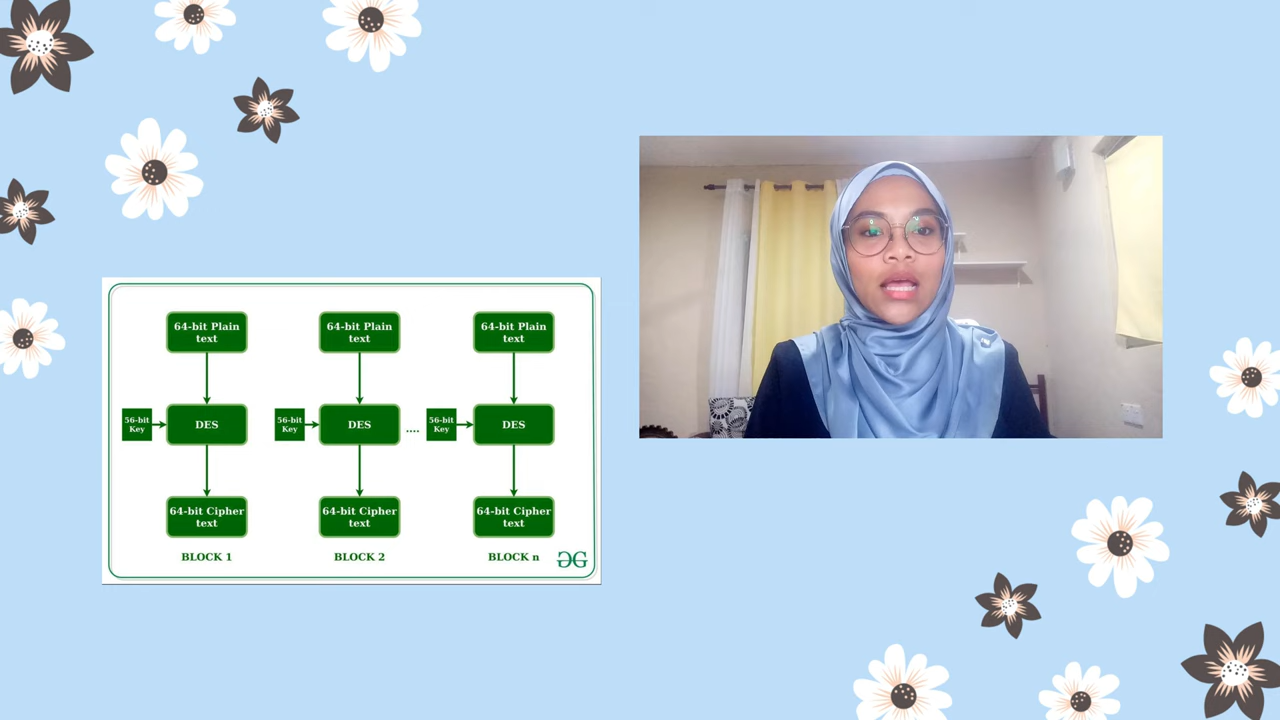 64-bit Plain
text
64-bit Plain
text
64-bit Plain
text
56-bit
Key
DES
56-bit
Key
DES
....
56-bit
Key
DES
64-bit Cipher
text
64-bit Cipher
text
64-bit Cipher
text
BLOCK 1
BLOCK 2
BLOCK n